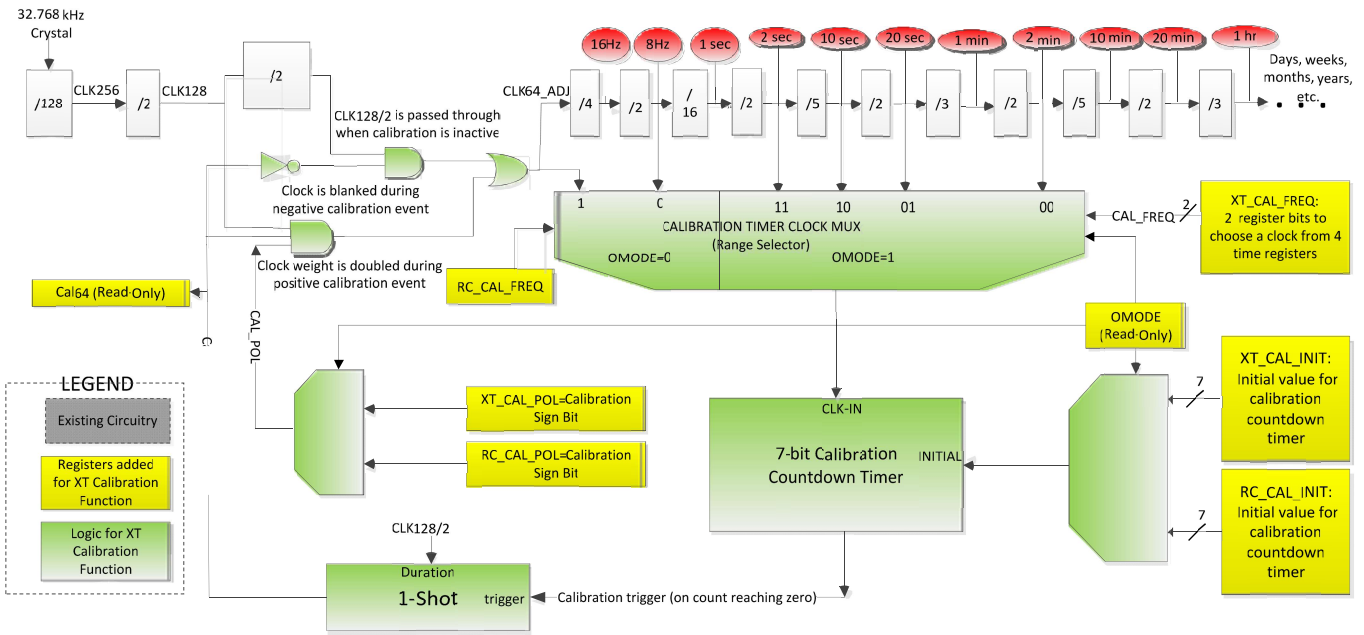 32.768 kHz
Crystal
/128
CLK256
/2
CLK128
/2
CLK128/2 is passed through
when calibration is inactive
CLK64_ADJ
16Hz
8Hz
1 sec
2 sec
10 sec
20 sec
1 min
2 min
10 min
20 min
1 hr
/4
/2
/
16
/2
/5
/2
/3
/2
/5
/2
/3
Days, weeks,
months, years,
etc.
. . .
Clock is blanked during
negative calibration event
Clock weight is doubled during
positive calibration event
1
0
11
10
01
00
CALIBRATION TIMER CLOCK MUX
(Range Selector)
OMODE=0
OMODE=1
RC_CAL_FREQ
CAL_FREQ
2
XT_CAL_FREQ:
2 register bits to
choose a clock from 4
time registers
Cal64 (Read-Only)
CAL_POL
OMODE
(Read-Only)
XT_CAL_INIT:
Initial value for
calibration
countdown
timer
7
RC_CAL_INIT:
Initial value for
calibration
countdown
timer
7
LEGEND
Existing Circuitry
Registers added
for XT Calibration
Function
Logic for XT
Calibration
Function
XT_CAL_POL=Calibration
Sign Bit
RC_CAL_POL=Calibration
Sign Bit
CLK-IN
7-bit Calibration
Countdown Timer
INITIAL
CLK128/2
Duration
1-Shot
trigger
Calibration trigger (on count reaching zero)